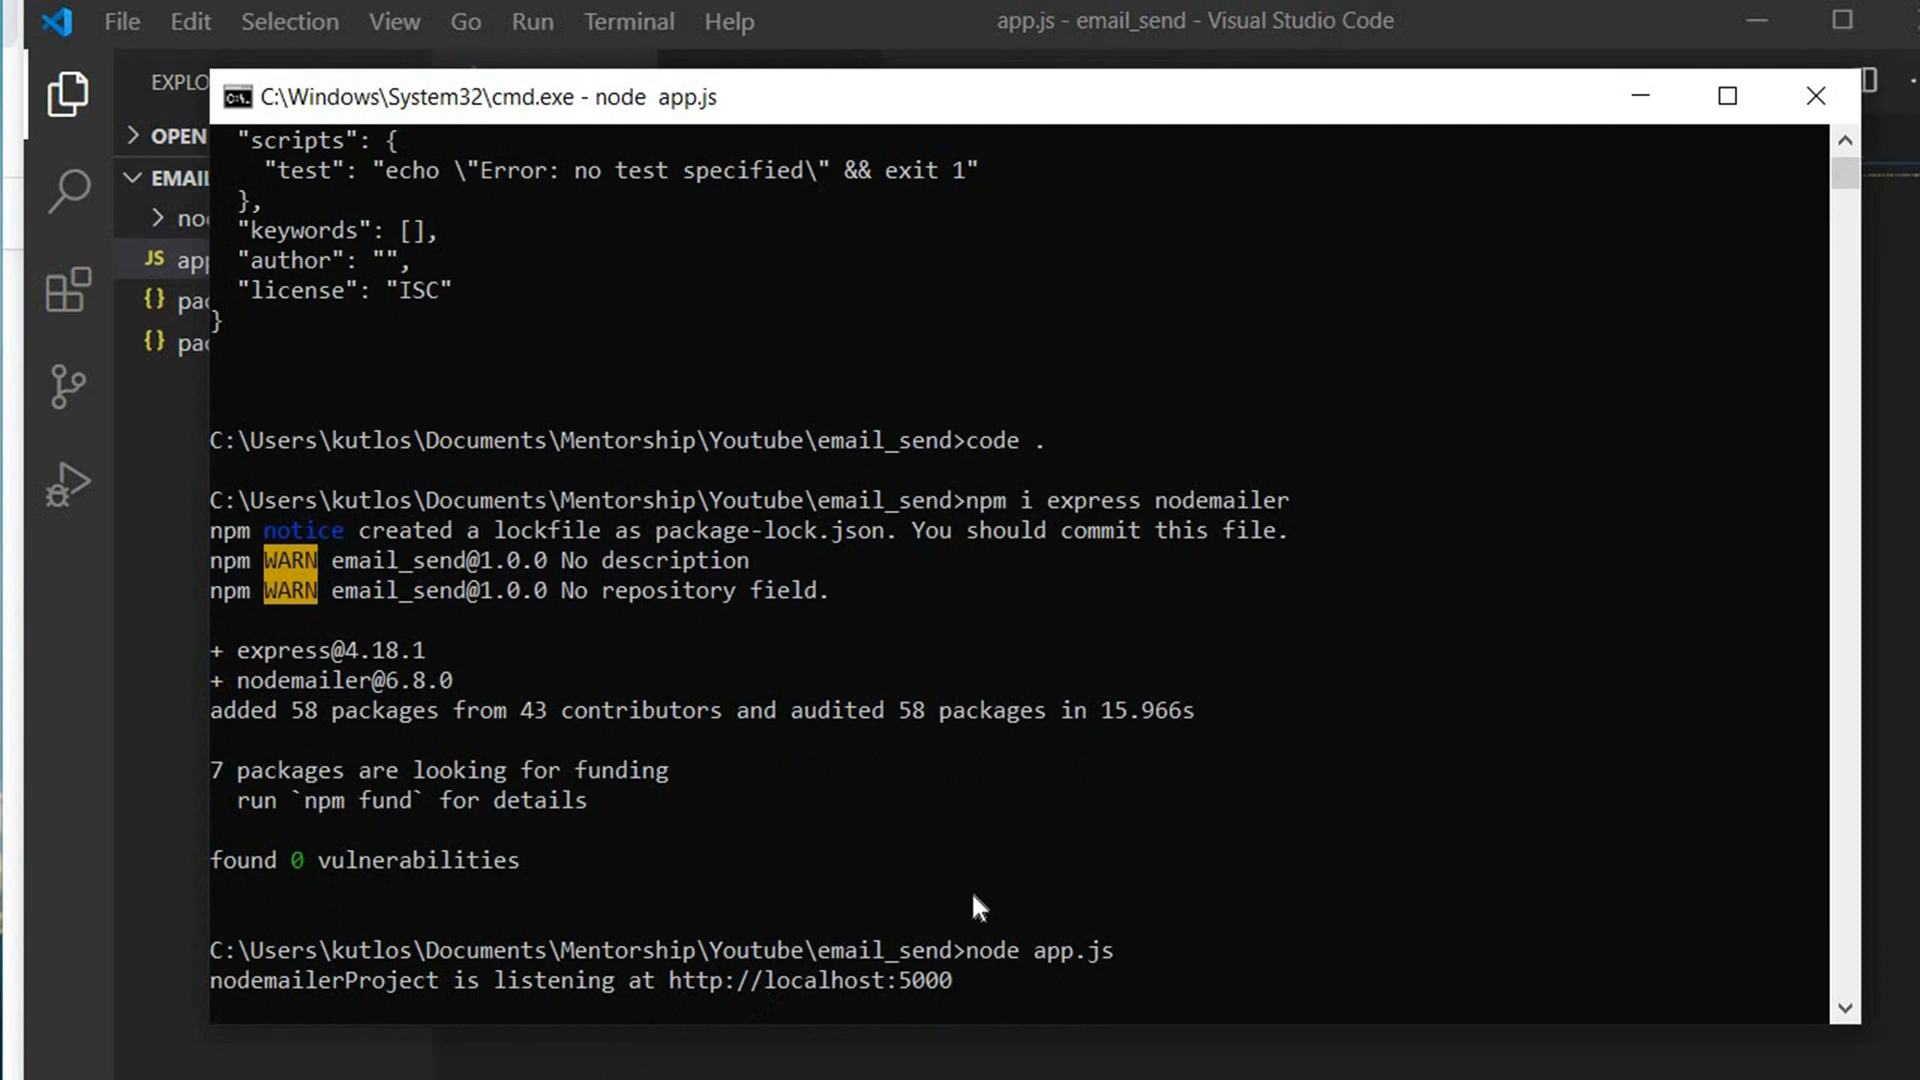 File Edit Selection View Go Run Terminal Help app.js - email_send - Visual Studio Code
EXPLO
OPEN
EMAIL
JS
{}
{}
C:\Windows\System32\cmd.exe - node  app.js
"scripts": {
"test": "echo \"Error: no test specified\" && exit 1"
},
"keywords": [],
"author": "",
"license": "ISC"
}
C:\Users\kutlos\Documents\Mentorship\Youtube\email_send>code .
C:\Users\kutlos\Documents\Mentorship\Youtube\email_send>npm i express nodemailer
npm notice created a lockfile as package-lock.json. You should commit this file.
npm WARN email_send@1.0.0 No description
npm WARN email_send@1.0.0 No repository field.
+ express@4.18.1
+ nodemailer@6.8.0
added 58 packages from 43 contributors and audited 58 packages in 15.966s
7 packages are looking for funding
run `npm fund` for details
found 0 vulnerabilities
C:\Users\kutlos\Documents\Mentorship\Youtube\email_send>node app.js
nodemailerProject is listening at http://localhost:5000